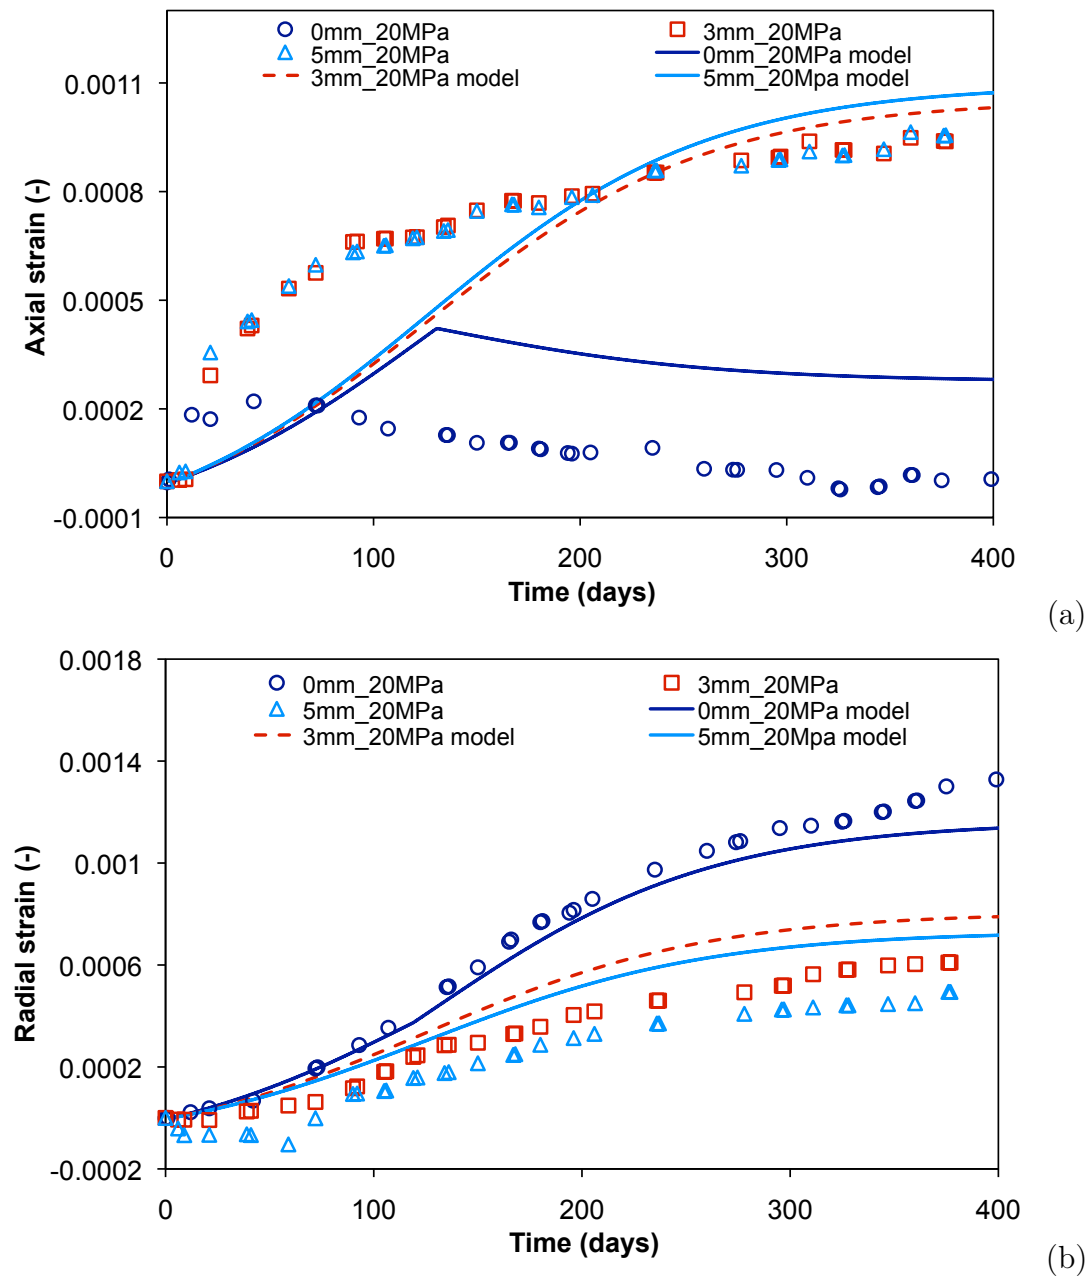 0mm_20MPa 3mm_20MPa
5mm_20MPa 0mm_20MPa model
3mm_20MPa model 5mm_20Mpa model
0.0011
0.0008
0.0005
0.0002
-0.0001
Axial strain (-)
0 100 200 300 400
Time (days)
(a)
0.0018
0mm_20MPa 3mm_20MPa
5mm_20MPa 0mm_20MPa model
3mm_20MPa model 5mm_20Mpa model
0.0014
0.001
0.0006
0.0002
-0.0002
Radial strain (-)
0 100 200 300 400
Time (days)
(b)